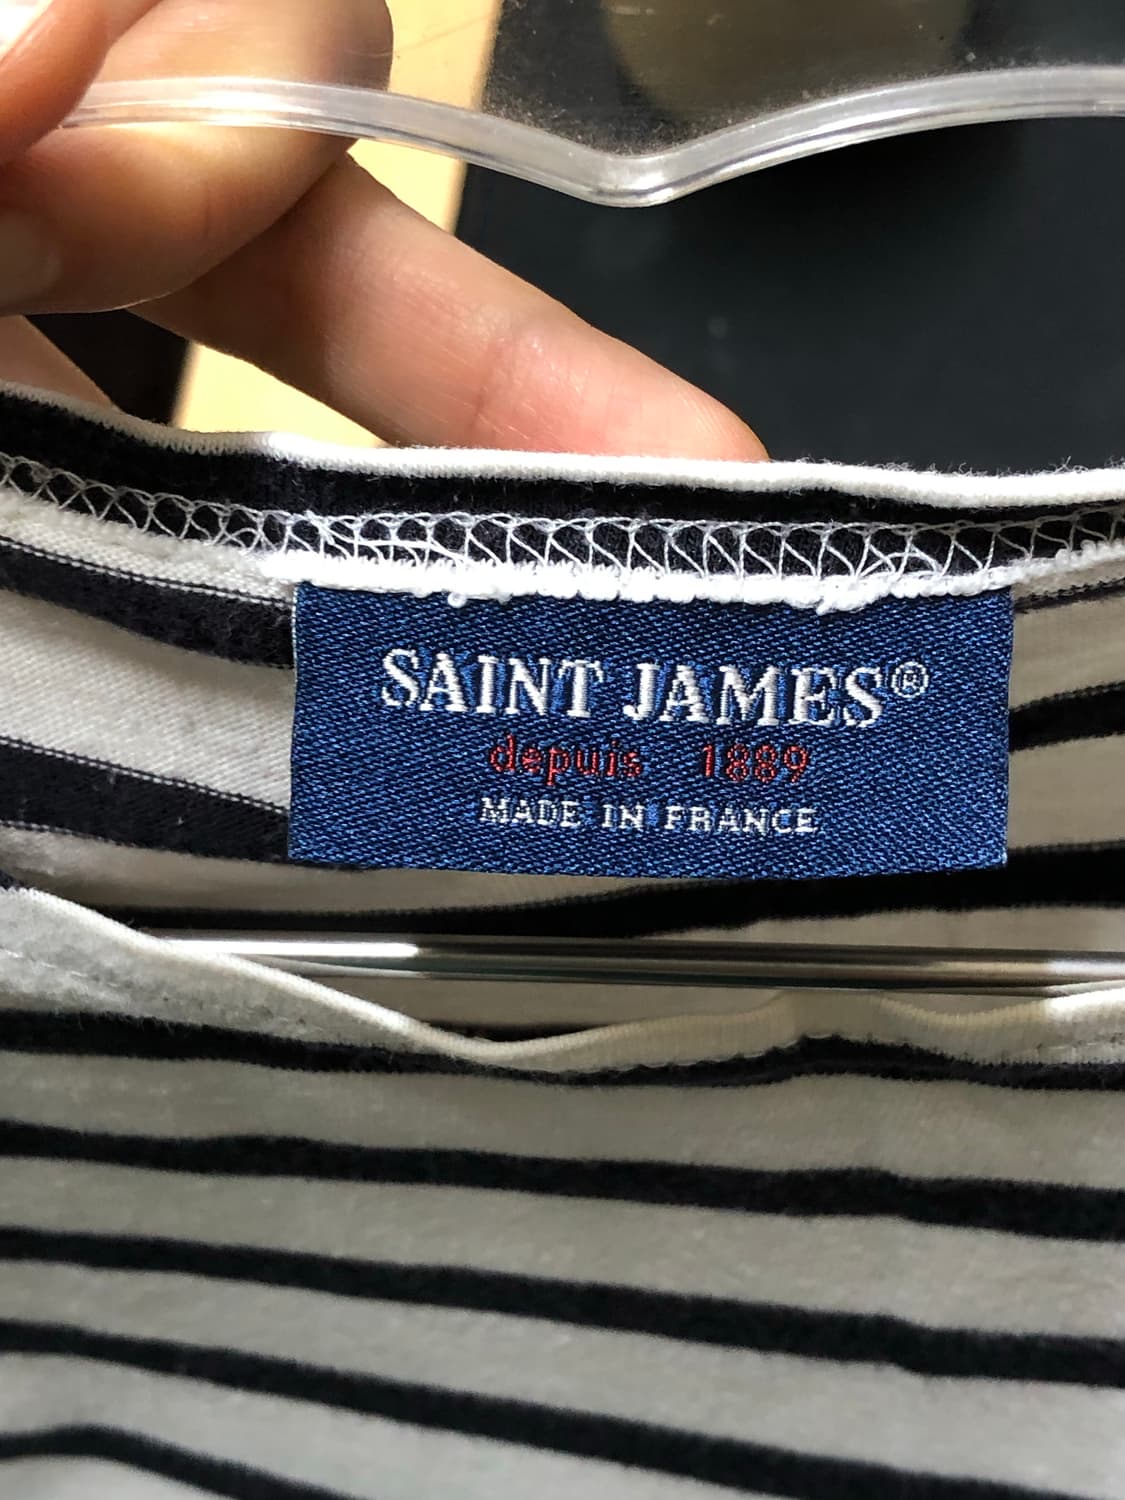 SAINT JAMES®
depuis 1889
MADE IN FRANCE